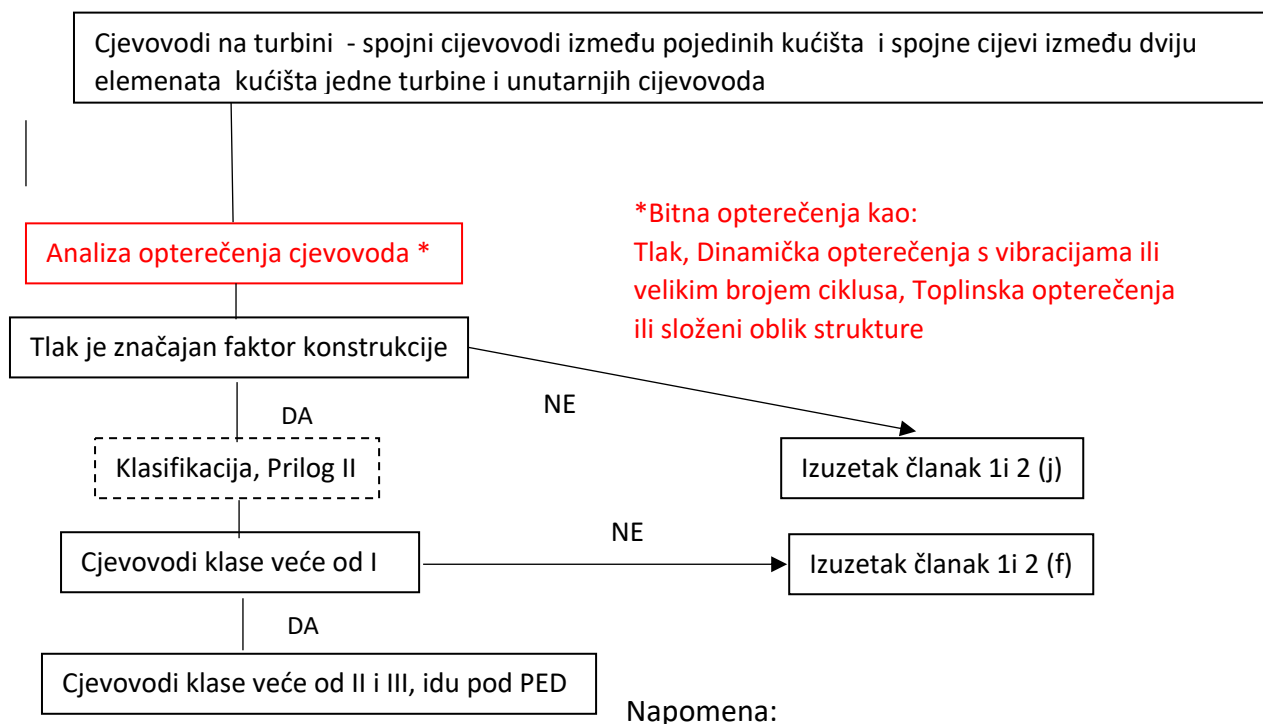 Cjevovodi na turbini - spojni cijevovodi između pojedinih kućišta i spojne cijevi između dviju
elemenata kućišta jedne turbine i unutarnjih cijevovoda
*Bitna opterečenja kao:
Tlak, Dinamička opterečenja s vibracijama ili
velikim brojem ciklusa, Toplinska opterečenja
ili složeni oblik strukture
Analiza opterečenja cjevovoda *
Tlak je značajan faktor konstrukcije
NE
DA
Klasifikacija, Prilog II
Izuzetak članak 1i 2 (j)
NE
Cjevovodi klase veće od I
Izuzetak članak 1i 2 (f)
DA
Cjevovodi klase veće od II i III, idu pod PED
Napomena: